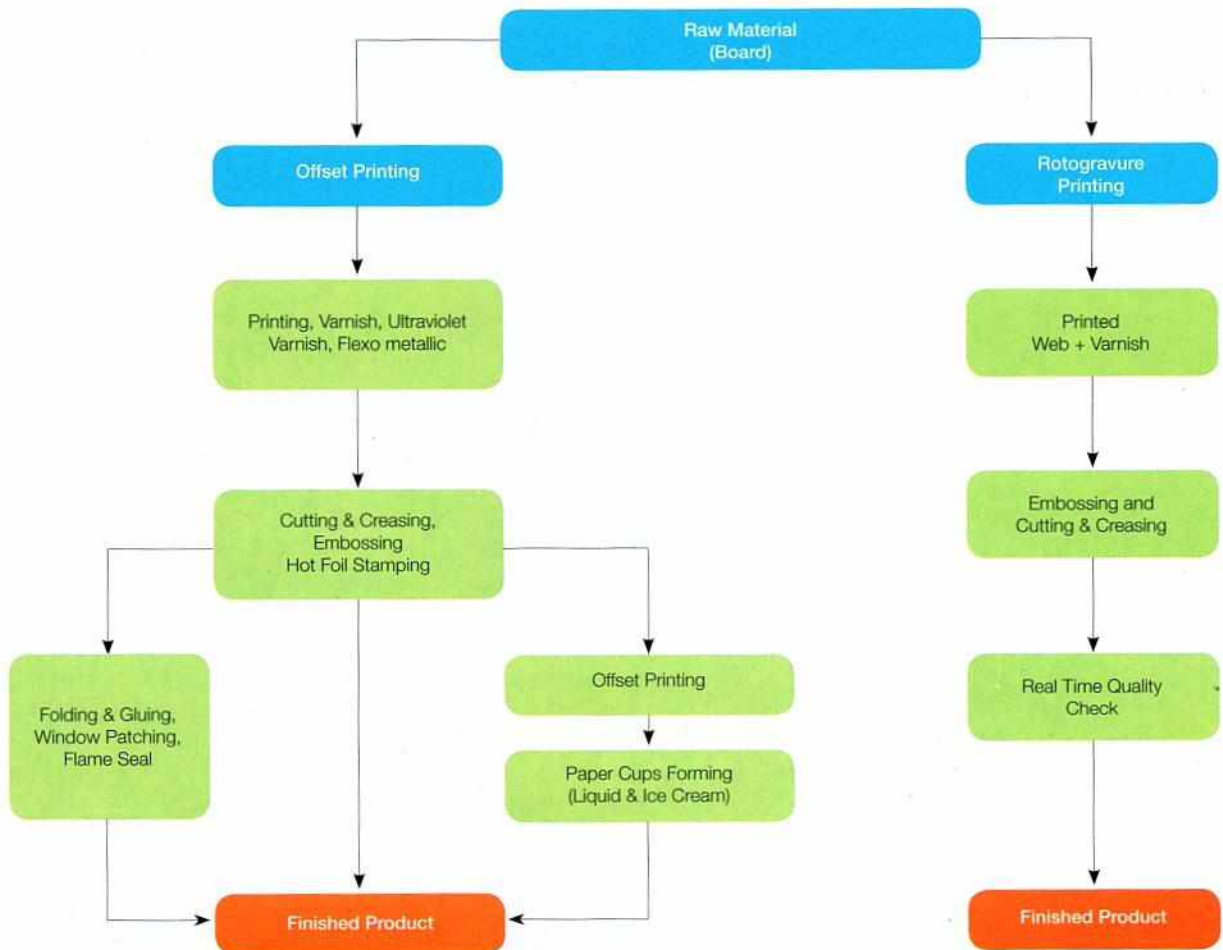 Raw Material
(Board)
Offset Printing
Rotogravure
Printing
Printing, Varnish, Ultraviolet
Varnish, Flexo metallic
Printed
Web + Varnish
Cutting & Creasing,
Embossing
Hot Foil Stamping
Embossing and
Cutting & Creasing
Folding & Gluing,
Window Patching,
Flame Seal
Offset Printing
Paper Cups Forming
(Liquid & Ice Cream)
Real Time Quality
Check
Finished Product
Finished Product